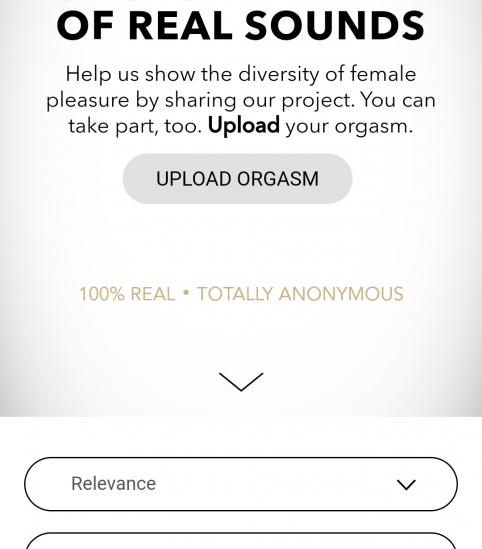 OF REAL SOUNDS
Help us show the diversity of female
pleasure by sharing our project. You can
take part, too. Upload your orgasm.
UPLOAD ORGASM
100% REAL • TOTALLY ANONYMOUS
Relevance